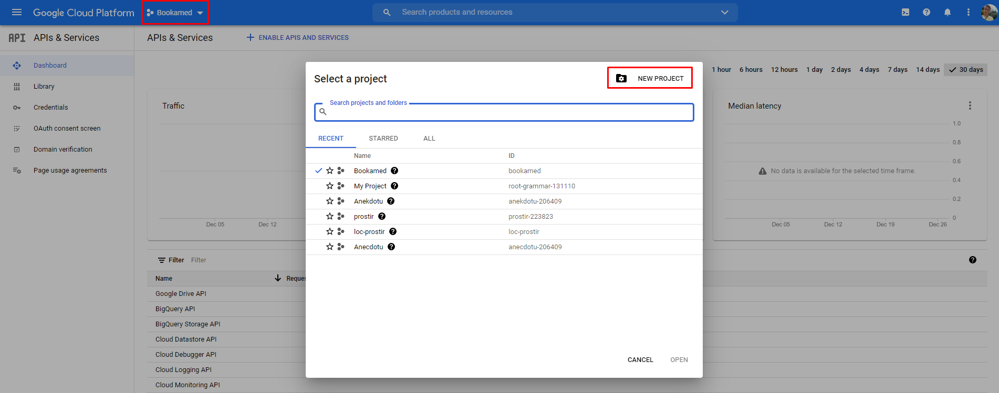 Google Cloud Platform
Bookamed
Search products and resources
API APIs & Services
APIs & Services
ENABLE APIS AND SERVICES
Dashboard
Library
Credentials
OAuth consent screen
Domain verification
Page usage agreements
1 hour 6 hours 12 hours 1 day 2 days 4 days 7 days 14 days 30 days
Traffic
Dec 05 Dec 12
Select a project
NEW PROJECT
Search projects and folders
RECENT STARRED ALL
Name ID
Bookamed bookamed
My Project root-grammar-131110
Anekdotu anekdotu-206409
prostir prostir-223823
loc-prostir loc-prostir
Anecdotu anecdotu-206409
CANCEL OPEN
Median latency
1.0
0.8
0.6
No data is available for the selected time frame.
0.4
0.2
0
Dec 05 Dec 12 Dec 19 Dec 26
Filter Filter
Name Reques
Google Drive API
BigQuery API
BigQuery Storage API
Cloud Datastore API
Cloud Debugger API
Cloud Logging API
Cloud Monitoring API